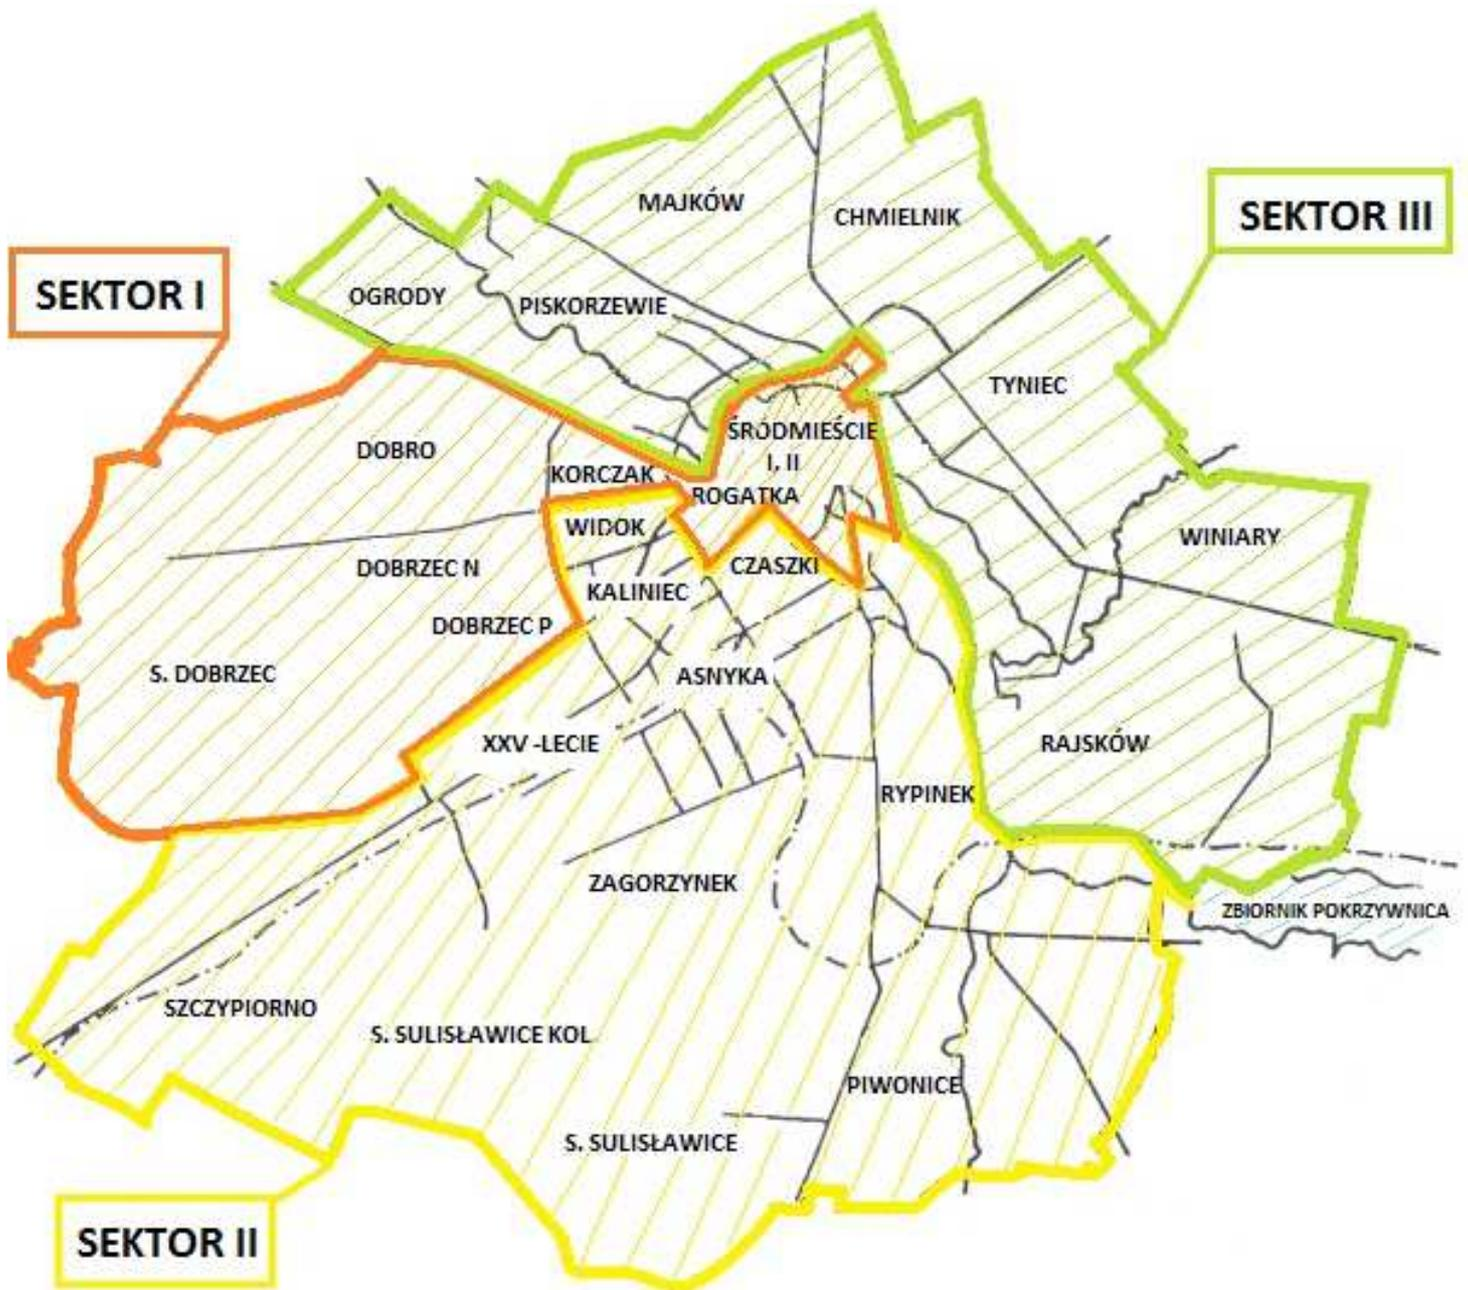 MAJKÓW
CHMIELNIK
SEKTOR III
SEKTOR I
OGRODY
PISKORZEWIE
TYNIEC
ŚRÓDMIEŚCIE
I, II
DOBRO
KORCZAK
ROGATKA
WIDOK
WINIARY
DOBRZEC N
KALINIEC
CZASZKI
DOBRZEC P
S. DOBRZEC
ASNYKA
XXV -LECIE
RAJSKÓW
RYPINEK
ZAGORZYNEK
ZBIORNIK POKRZYWNICA
SZCZYPIORNO
S. SULISŁAWICE KOL
PIWONICE
S. SULISŁAWICE
SEKTOR II